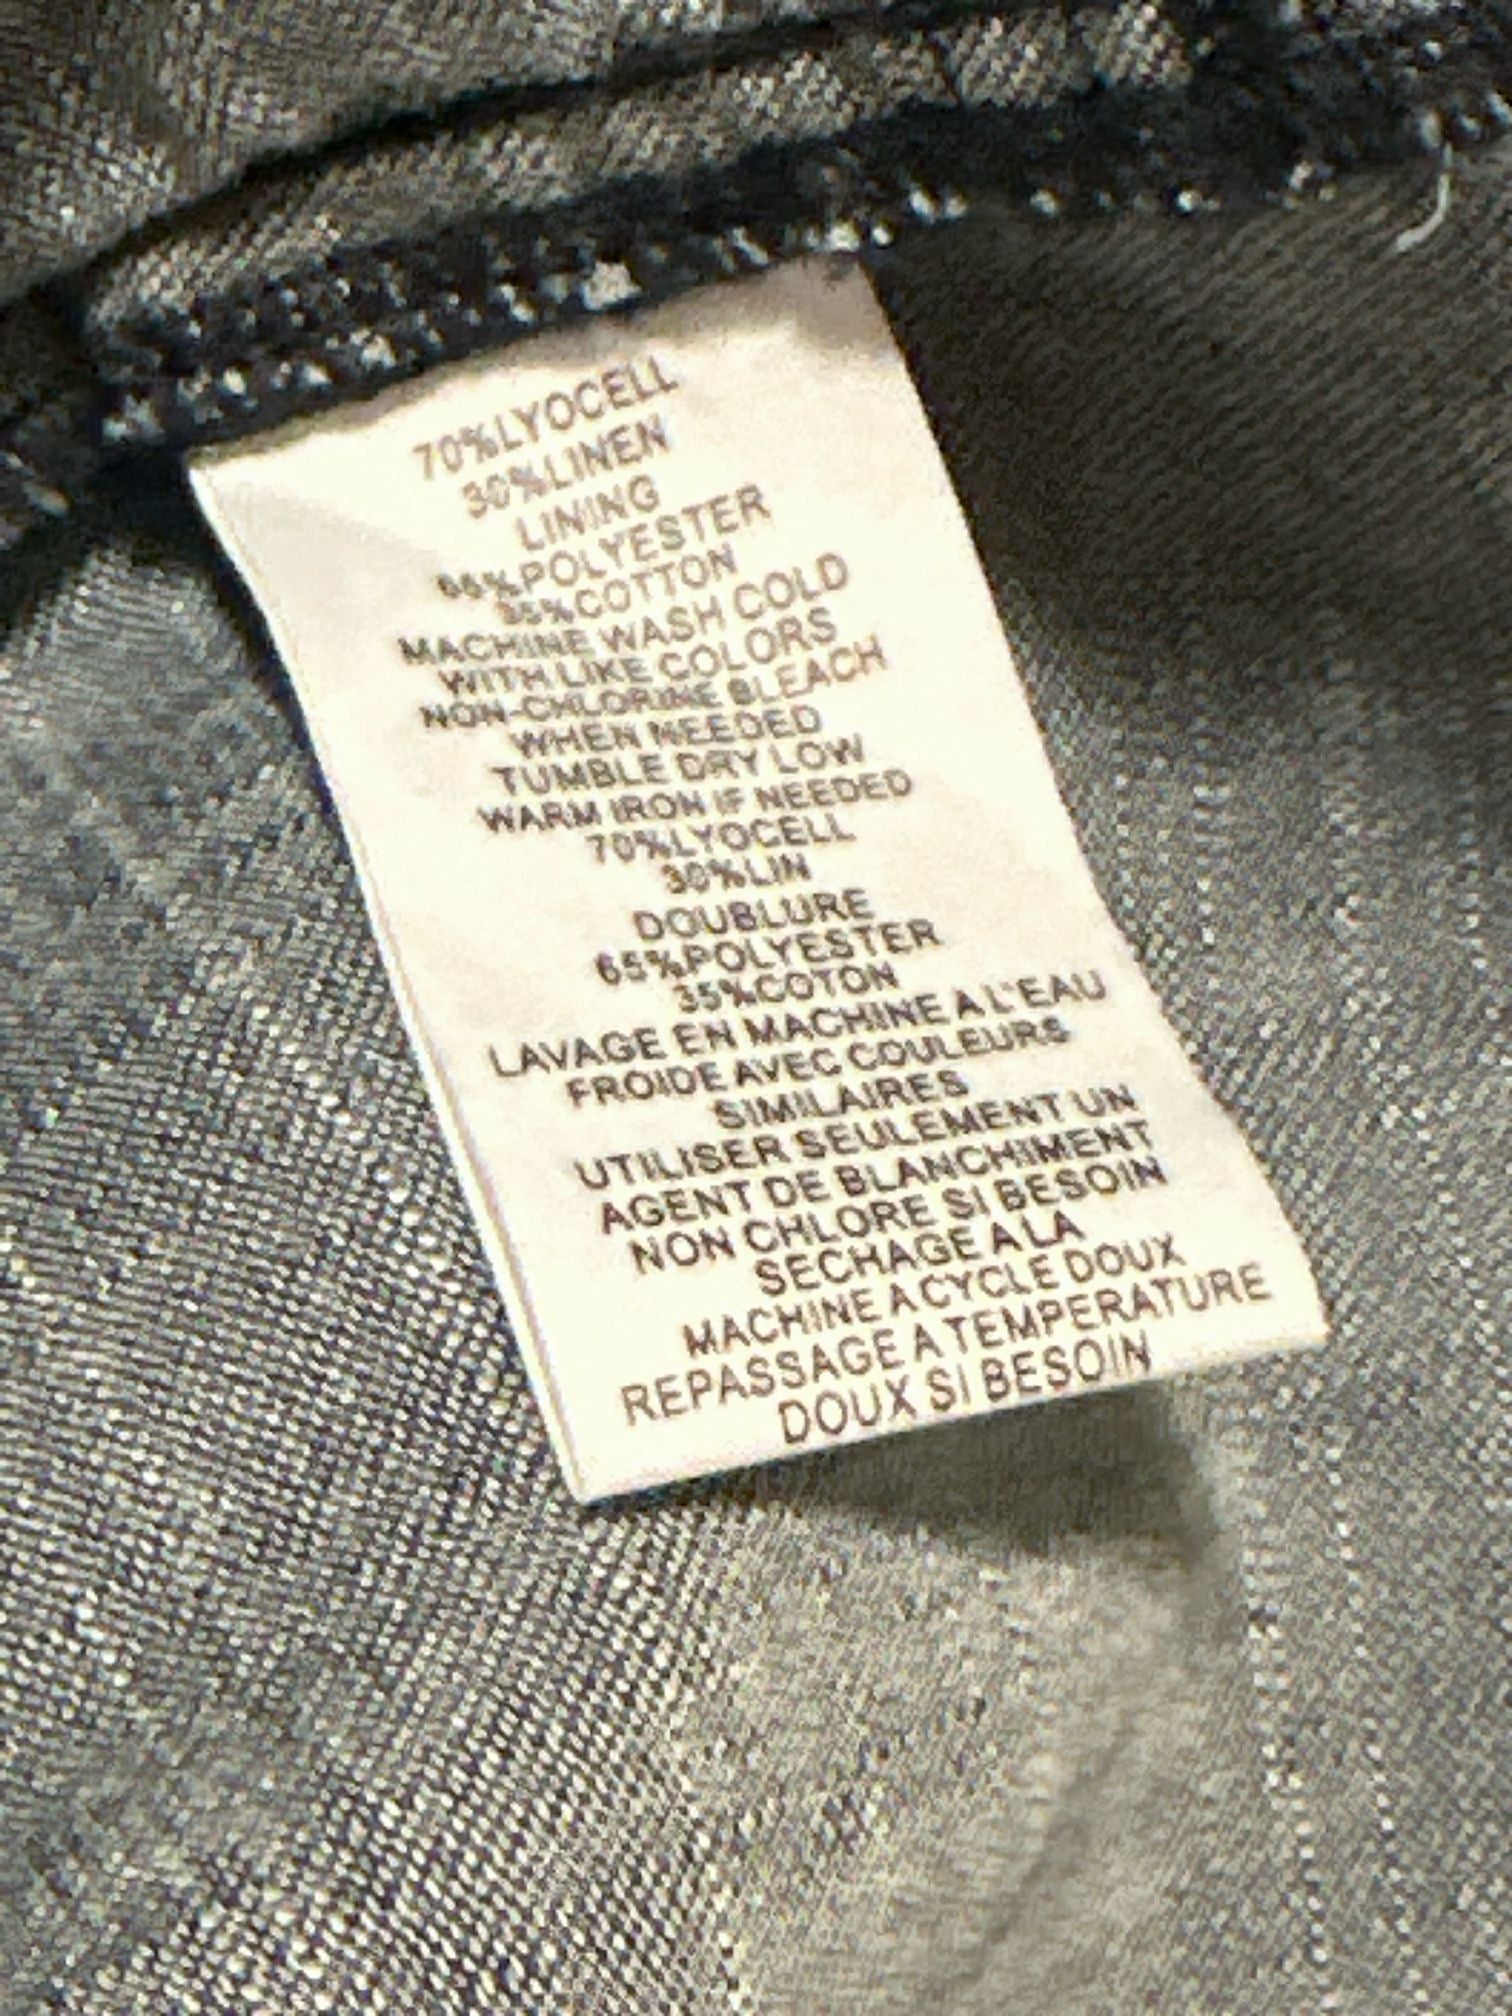 70%LYOCELL
30%LINEN
LINING
65%POLYESTER
35%COTTON
MACHINE WASH COLD
WITH LIKE COLORS
NON-CHLORINE BLEACH
WHEN NEEDED
TUMBLE DRY LOW
WARM IRON IF NEEDED
70%LYOCELL
30%LIN
DOUBLURE
65%POLYESTER
35%COTON
LAVAGE EN MACHINE A L'EAU
FROIDE AVEC COULEURS
SIMILAIRES
UTILISER SEULEMENT UN
AGENT DE BLANCHIMENT
NON CHLORE SI BESOIN
SECHAGE A LA
MACHINE A CYCLE DOUX
REPASSAGE A TEMPERATURE
DOUX SI BESOIN